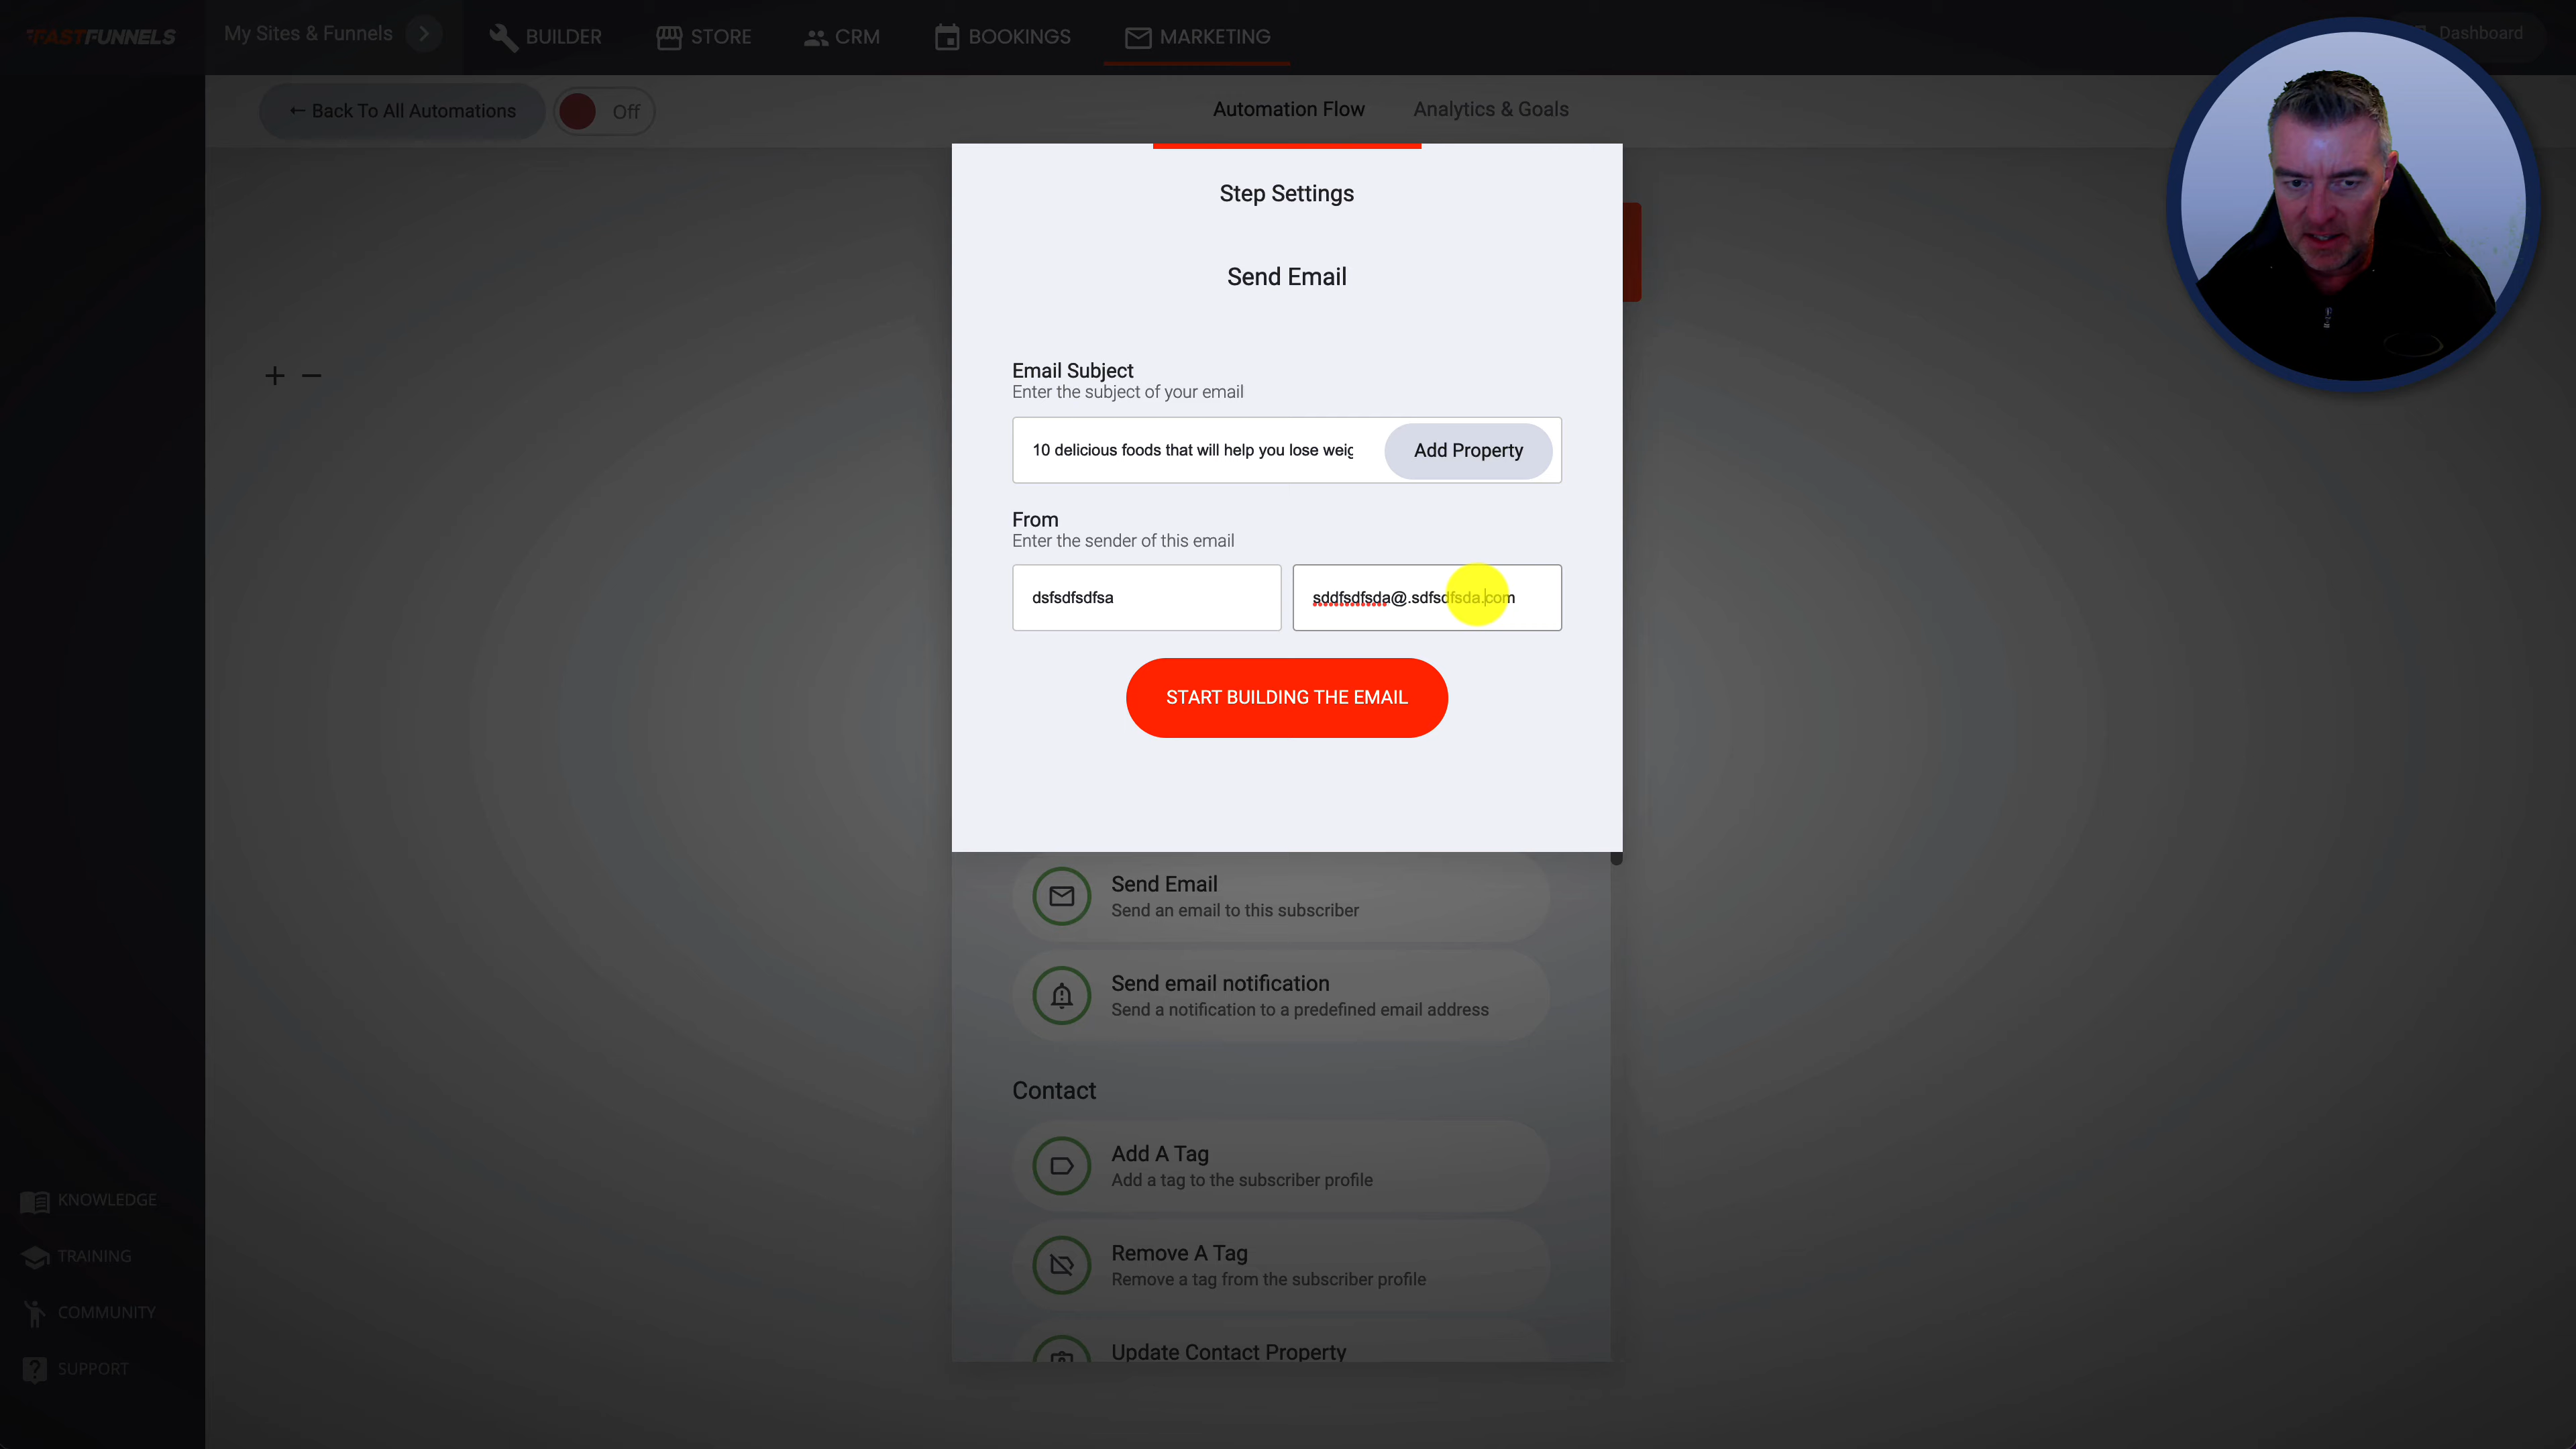 FASTFUNNELS
My Sites & Funnels
BUILDER
STORE
CRM
BOOKINGS
MARKETING
Dashboard
← Back To All Automations
Off
Automation Flow
Analytics & Goals
Step Settings
Send Email
Email Subject
Enter the subject of your email
10 delicious foods that will help you lose weig
Add Property
From
Enter the sender of this email
dsfsdfsdfsa
sddfsdfsda@.sdfsdfsda.com
START BUILDING THE EMAIL
Send Email
Send an email to this subscriber
Send email notification
Send a notification to a predefined email address
Contact
Add A Tag
Add a tag to the subscriber profile
Remove A Tag
Remove a tag from the subscriber profile
Update Contact Property
KNOWLEDGE
TRAINING
COMMUNITY
SUPPORT